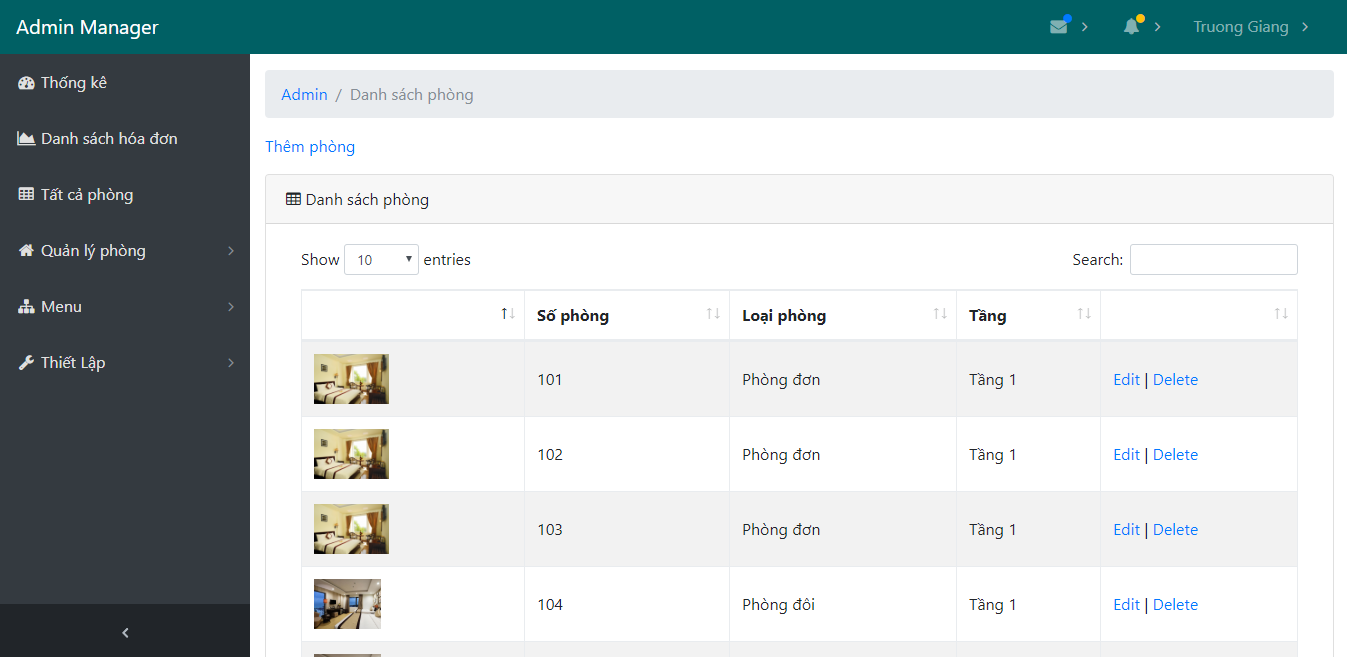 Admin Manager
Truong Giang
Thống kê
Danh sách hóa đơn
Tất cả phòng
Quản lý phòng
Menu
Thiết Lập
Admin / Danh sách phòng
Thêm phòng
Danh sách phòng
Show 10 entries
Search:
Số phòng Loại phòng Tầng
101 Phòng đơn Tầng 1 Edit | Delete
102 Phòng đơn Tầng 1 Edit | Delete
103 Phòng đơn Tầng 1 Edit | Delete
104 Phòng đôi Tầng 1 Edit | Delete